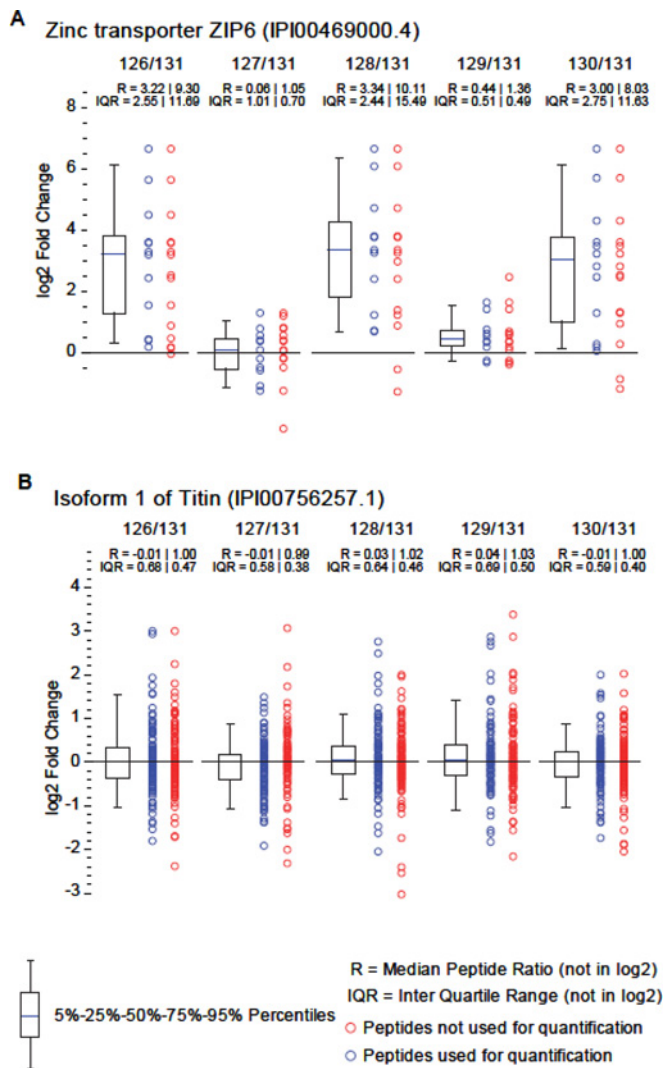 A
Zinc transporter ZIP6 (IPI00469000.4)
126/131 127/131 128/131 129/131 130/131
R = 3.22 | 9.30 R = 0.06 | 1.05 R = 3.34 | 10.11 R = 0.44 | 1.36 R = 3.00 | 8.03
IQR = 2.55 | 11.69 IQR = 1.01 | 0.70 IQR = 2.44 | 15.49 IQR = 0.51 | 0.49 IQR = 2.75 | 11.63
8
6
4
2
0
log2 Fold Change
B
Isoform 1 of Titin (IPI00756257.1)
126/131 127/131 128/131 129/131 130/131
R = -0.01 | 1.00 R = -0.01 | 0.99 R = 0.03 | 1.02 R = 0.04 | 1.03 R = -0.01 | 1.00
IQR = 0.68 | 0.47 IQR = 0.58 | 0.38 IQR = 0.64 | 0.46 IQR = 0.69 | 0.50 IQR = 0.59 | 0.40
4
3
2
1
0
-1
-2
-3
log2 Fold Change
5%-25%-50%-75%-95% Percentiles
R = Median Peptide Ratio (not in log2)
IQR = Inter Quartile Range (not in log2)
Peptides not used for quantification
Peptides used for quantification